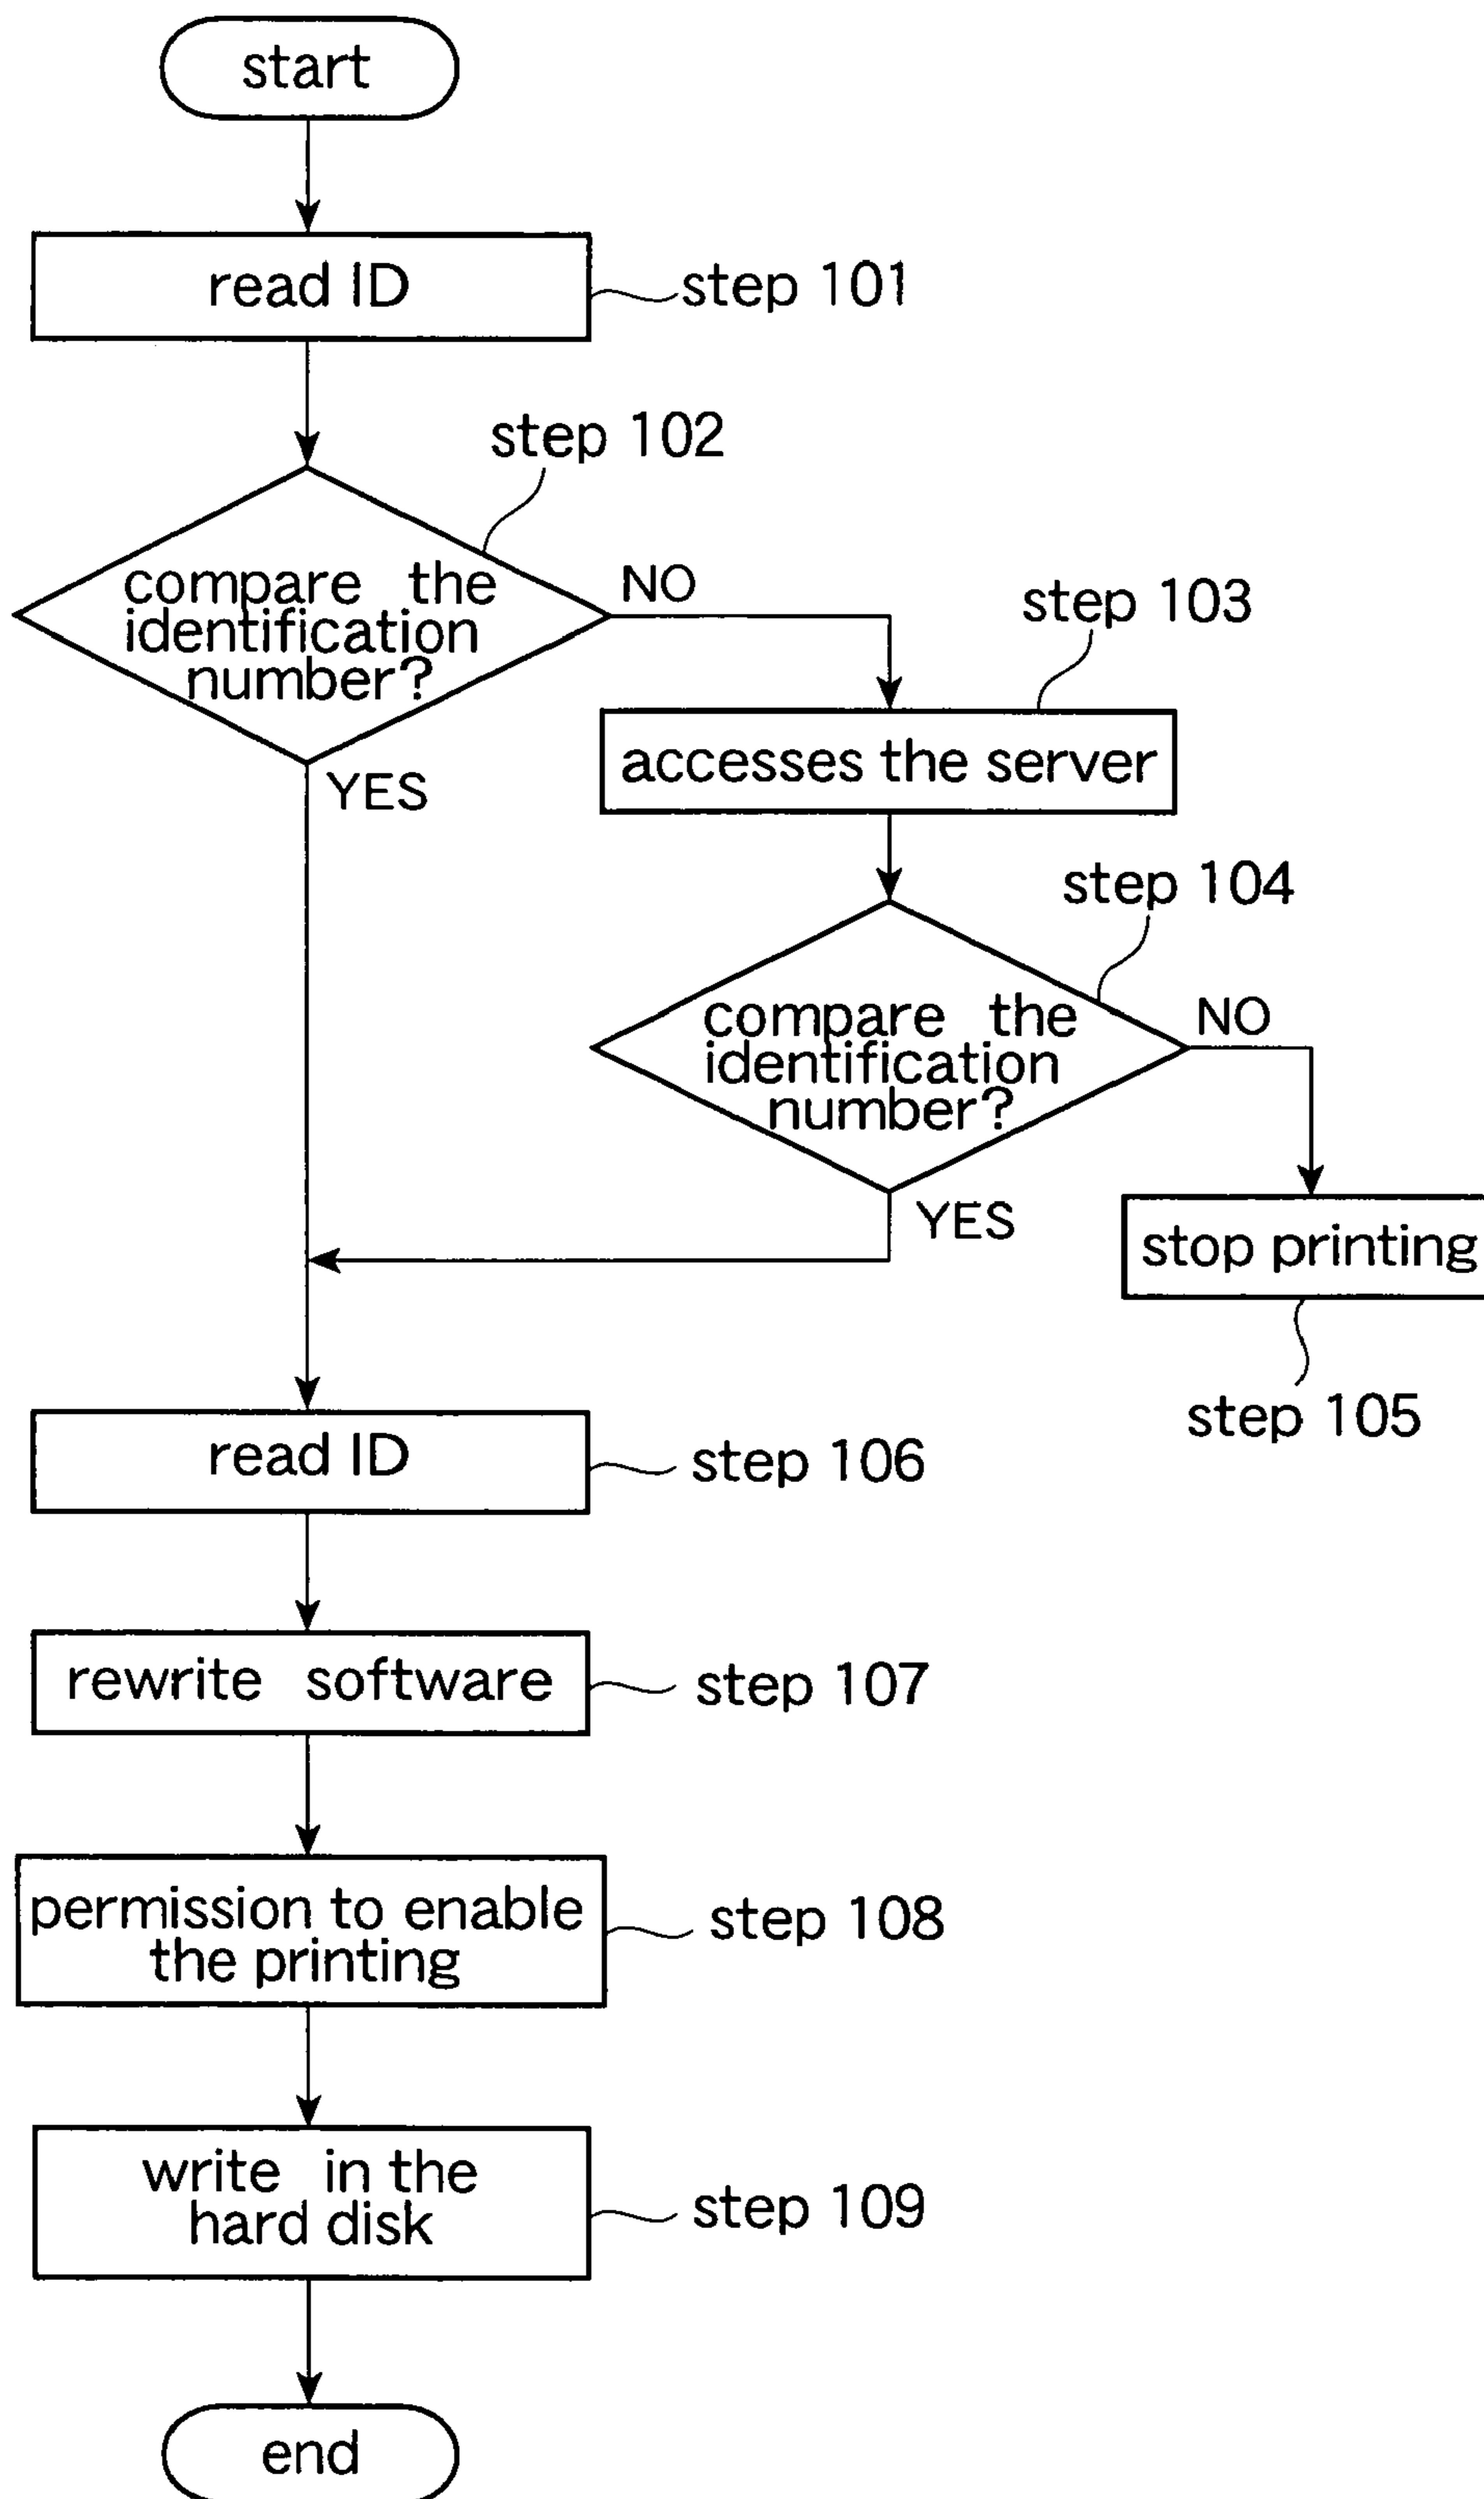 start
read ID
step 101
step 102
compare the
identification
number?
NO
YES
step 103
accesses the server
step 104
compare the
identification
number?
NO
YES
stop printing
step 105
read ID
step 106
rewrite software
step 107
permission to enable
the printing
step 108
write in the
hard disk
step 109
end